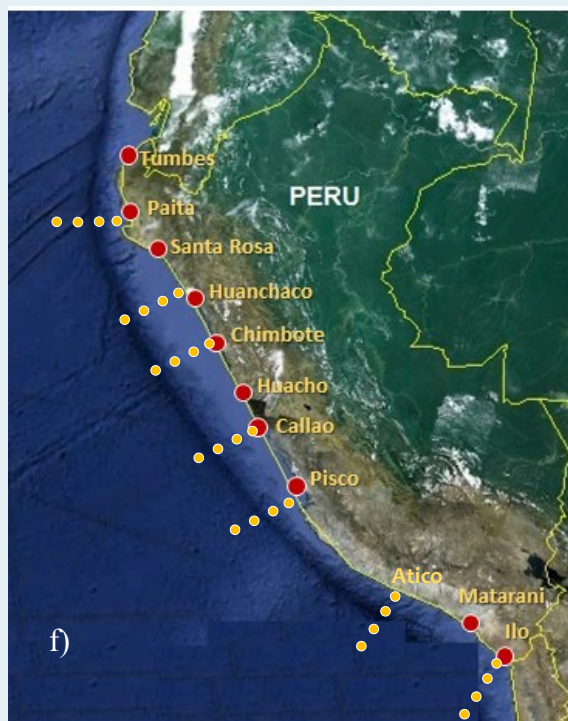 Tumbes
PERU
Paita
Santa Rosa
Huanchaco
Chimbote
Huacho
Callao
Pisco
Atico
Matarani
Ilo
f)